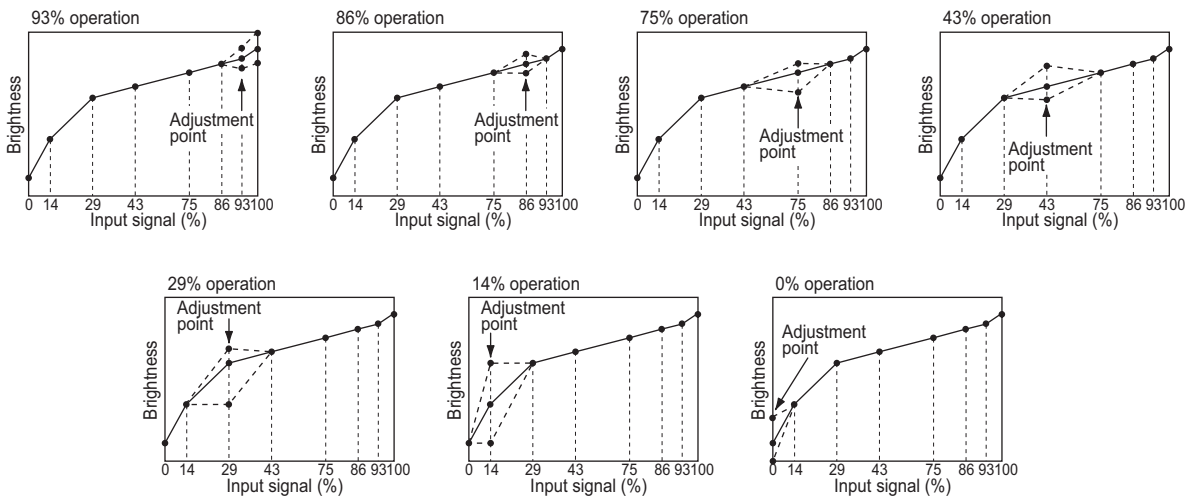 93% operation
Brightness
Adjustment
point
0 14 29 43 75 86 93100
Input signal (%)
86% operation
Brightness
Adjustment
point
0 14 29 43 75 86 93100
Input signal (%)
75% operation
Brightness
Adjustment
point
0 14 29 43 75 86 93100
Input signal (%)
43% operation
Brightness
Adjustment
point
0 14 29 43 75 86 93100
Input signal (%)
29% operation
Adjustment
point
Brightness
0 14 29 43 75 86 93100
Input signal (%)
14% operation
Adjustment
point
Brightness
0 14 29 43 75 86 93100
Input signal (%)
0% operation
Adjustment
point
Brightness
0 14 29 43 75 86 93100
Input signal (%)